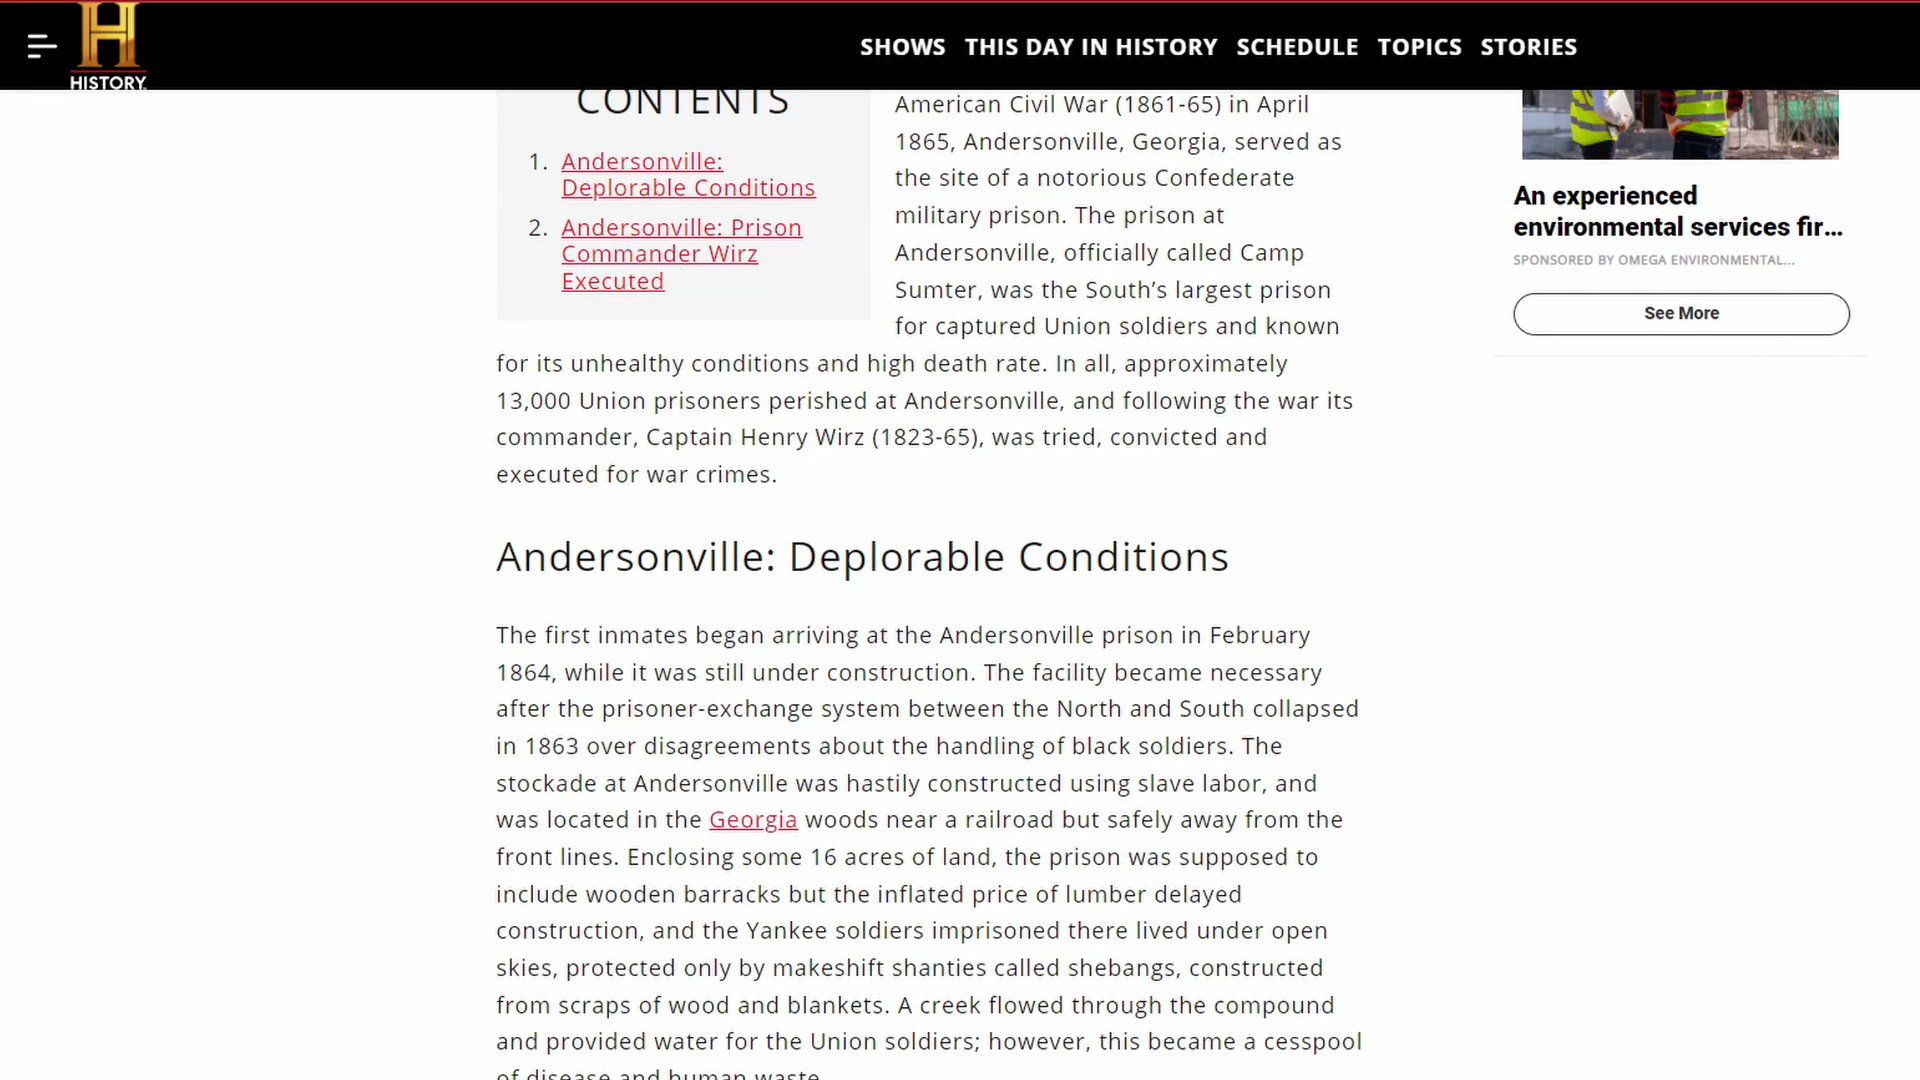 HISTORY
SHOWS THIS DAY IN HISTORY SCHEDULE TOPICS STORIES
CONTENTS
1. Andersonville:
Deplorable Conditions
2. Andersonville: Prison
Commander Wirz
Executed
American Civil War (1861-65) in April
1865, Andersonville, Georgia, served as
the site of a notorious Confederate
military prison. The prison at
Andersonville, officially called Camp
Sumter, was the South’s largest prison
for captured Union soldiers and known
for its unhealthy conditions and high death rate. In all, approximately
13,000 Union prisoners perished at Andersonville, and following the war its
commander, Captain Henry Wirz (1823-65), was tried, convicted and
executed for war crimes.
Andersonville: Deplorable Conditions
The first inmates began arriving at the Andersonville prison in February
1864, while it was still under construction. The facility became necessary
after the prisoner-exchange system between the North and South collapsed
in 1863 over disagreements about the handling of black soldiers. The
stockade at Andersonville was hastily constructed using slave labor, and
was located in the Georgia woods near a railroad but safely away from the
front lines. Enclosing some 16 acres of land, the prison was supposed to
include wooden barracks but the inflated price of lumber delayed
construction, and the Yankee soldiers imprisoned there lived under open
skies, protected only by makeshift shanties called shebangs, constructed
from scraps of wood and blankets. A creek flowed through the compound
and provided water for the Union soldiers; however, this became a cesspool
of disease and human waste.
An experienced
environmental services fir...
SPONSORED BY OMEGA ENVIRONMENTAL...
See More